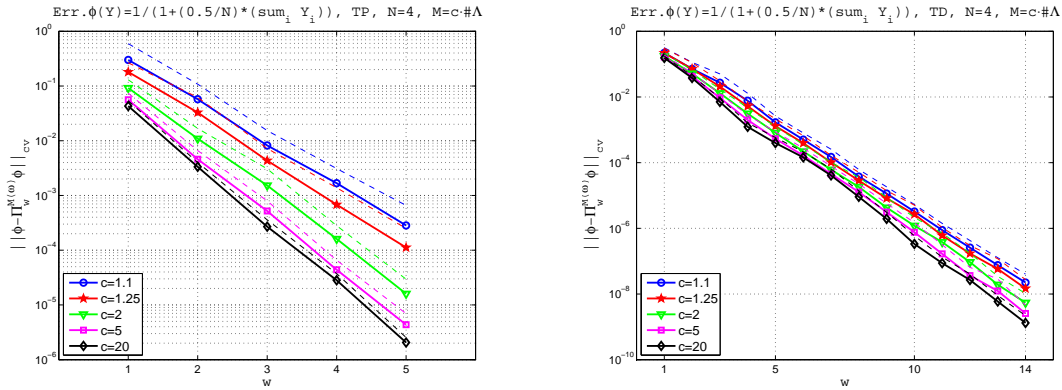 Err.ϕ(Y)=1/(1+(0.5/N)*(sum_i Y_i)), TP, N=4, M=c·#Λ
10^0
10^-1
10^-2
10^-3
10^-4
10^-5
10^-6
||ϕ−Π_w^M(ω) ϕ||_cv
c=1.1
c=1.25
c=2
c=5
c=20
1 2 3 4 5
w
Err.ϕ(Y)=1/(1+(0.5/N)*(sum_i Y_i)), TD, N=4, M=c·#Λ
10^0
10^-2
10^-4
10^-6
10^-8
10^-10
||ϕ−Π_w^M(ω) ϕ||_cv
c=1.1
c=1.25
c=2
c=5
c=20
1 5 10 14
w